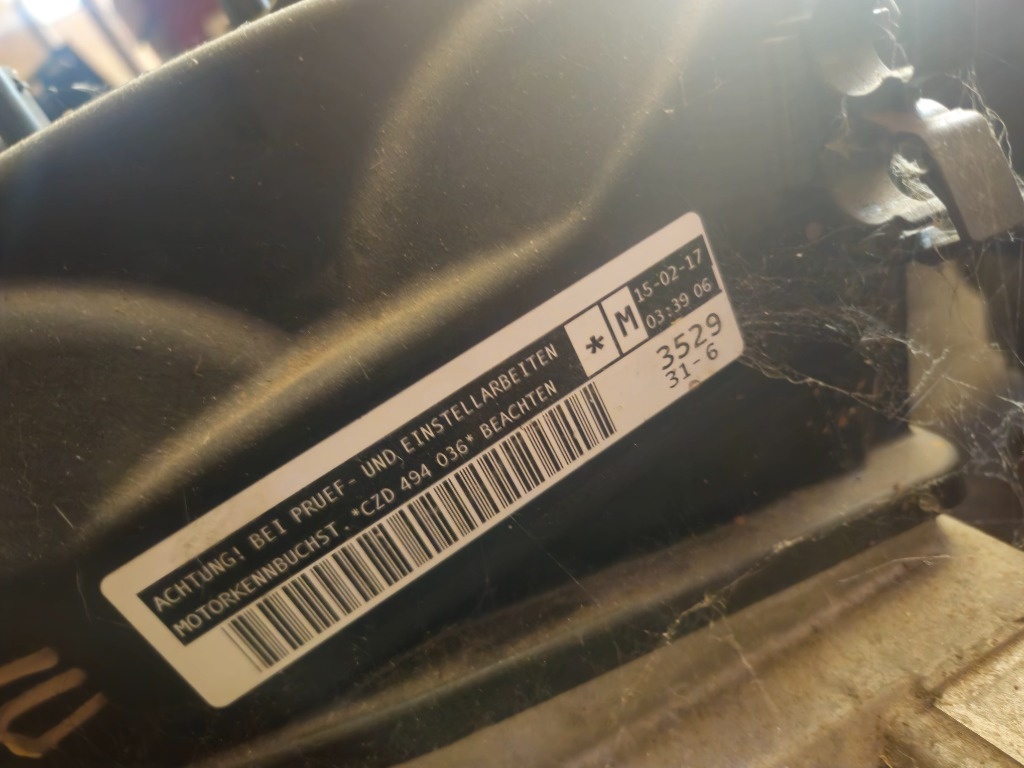 ACHTUNG! BEI PRUEF- UND EINSTELLARBEITEN
MOTORKENNBUCHST.*CZD 494 036* BEACHTEN
*
M
15-02-17
03:39 06
3529
31-6